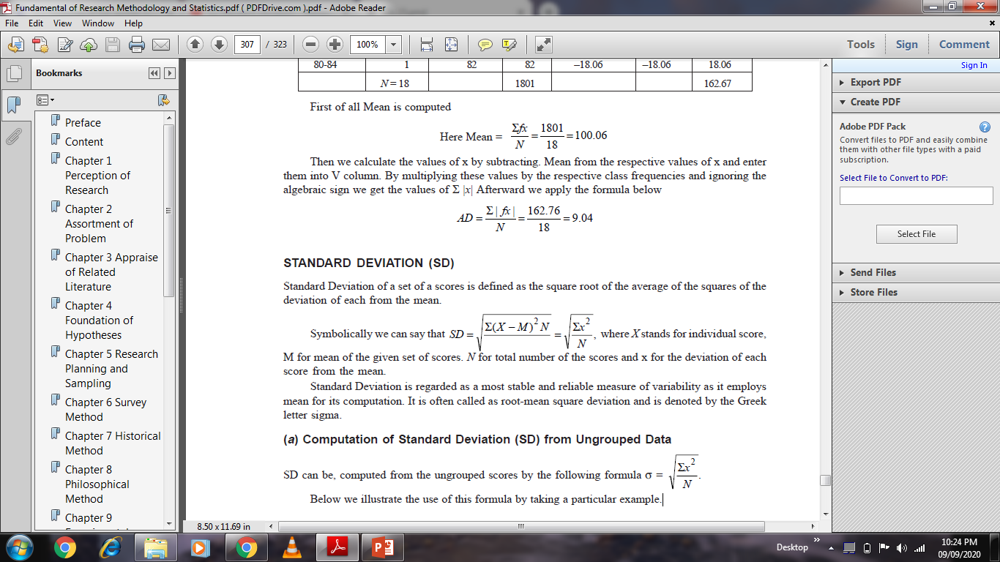 Fundamental of Research Methodology and Statistics.pdf ( PDFDrive.com ).pdf - Adobe Reader
File Edit View Window Help
307 / 323 100% Tools Sign Comment
Bookmarks
Preface
Content
Chapter 1
Perception of
Research
Chapter 2
Assortment of
Problem
Chapter 3 Appraise
of Related
Literature
Chapter 4
Foundation of
Hypotheses
Chapter 5 Research
Planning and
Sampling
Chapter 6 Survey
Method
Chapter 7 Historical
Method
Chapter 8
Philosophical
Method
Chapter 9
80-84 1 82 82 –18.06 –18.06 18.06
N = 18 1801 162.67
First of all Mean is computed
Here Mean = Σfx/N = 1801/18 = 100.06
Then we calculate the values of x by subtracting. Mean from the respective values of x and enter
them into V column. By multiplying these values by the respective class frequencies and ignoring the
algebraic sign we get the values of Σ |x| Afterward we apply the formula below
AD = Σ | fx | / N = 162.76/18 = 9.04
STANDARD DEVIATION (SD)
Standard Deviation of a set of a scores is defined as the square root of the average of the squares of the
deviation of each from the mean.
Symbolically we can say that SD = √(Σ(X – M)² N) = √(Σx²/N), where X stands for individual score,
M for mean of the given set of scores. N for total number of the scores and x for the deviation of each
score from the mean.
Standard Deviation is regarded as a most stable and reliable measure of variability as it employs
mean for its computation. It is often called as root-mean square deviation and is denoted by the Greek
letter sigma.
(a) Computation of Standard Deviation (SD) from Ungrouped Data
SD can be, computed from the ungrouped scores by the following formula σ = √(Σx²/N).
Below we illustrate the use of this formula by taking a particular example.
8.50 x 11.69 in
Sign In
Export PDF
Create PDF
Adobe PDF Pack
Convert files to PDF and easily combine
them with other file types with a paid
subscription.
Select File to Convert to PDF:
Select File
Send Files
Store Files
Desktop
10:24 PM
09/09/2020